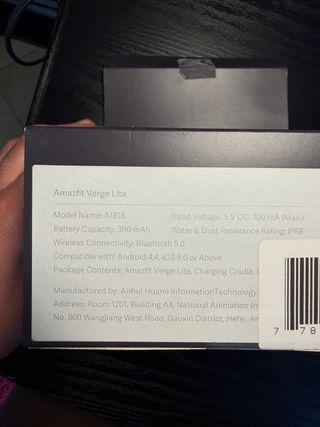 Amazfit Verge Lite
Model Name: A1818 Input Voltage: 5 V DC, 700 mA (Max.)
Battery Capacity: 390 mAh Water & Dust Resistance Rating: IP68
Wireless Connectivity: Bluetooth 5.0
Compatible with: Android 4.4, iOS 9.0 or Above
Package Contents: Amazfit Verge Lite, Charging Cradle,
Manufactured by: Anhui Huami InformationTechnology
Address: Room 1201, Building A4, National Animation In
No. 800 Wangjiang West Road, Gaoxin District, Hefei, An
7 78